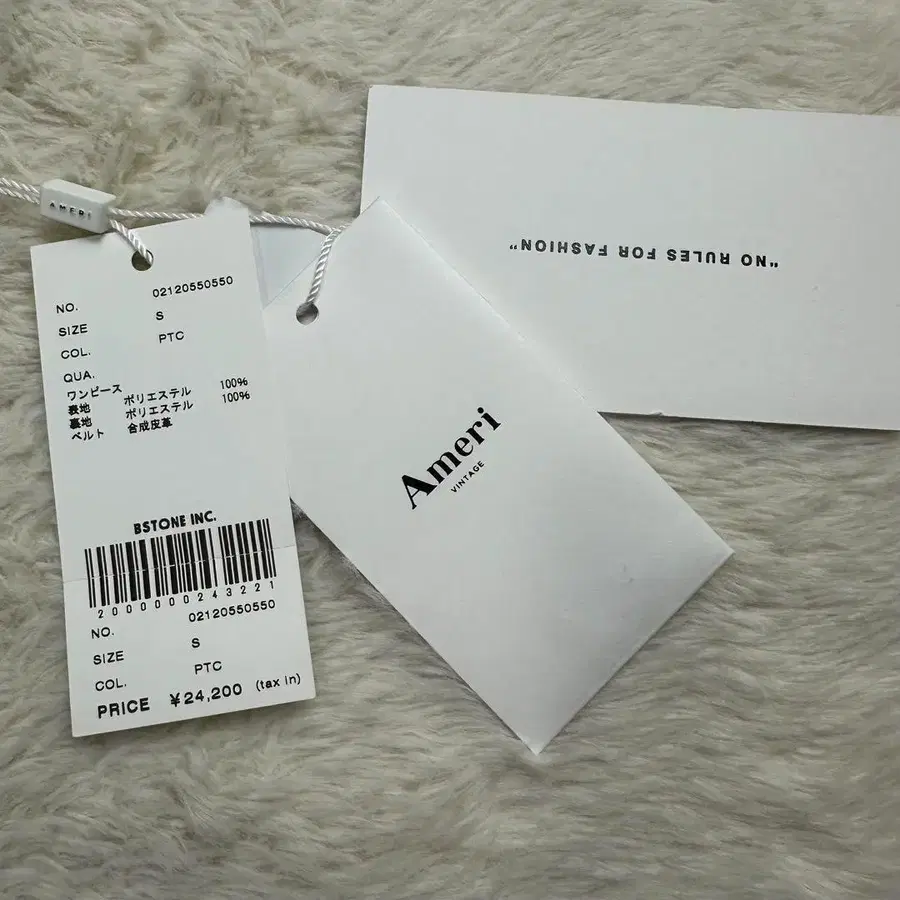 AMERI
NO. 02120550550
SIZE S
COL. PTC
QUA.
ワンピース
表地 ポリエステル 100%
裏地 ポリエステル 100%
ベルト 合成皮革
BSTONE INC.
2000000243221
NO. 02120550550
SIZE S
COL. PTC
PRICE ¥24,200 (tax in)
Ameri
VINTAGE
"NO RULES FOR FASHION"